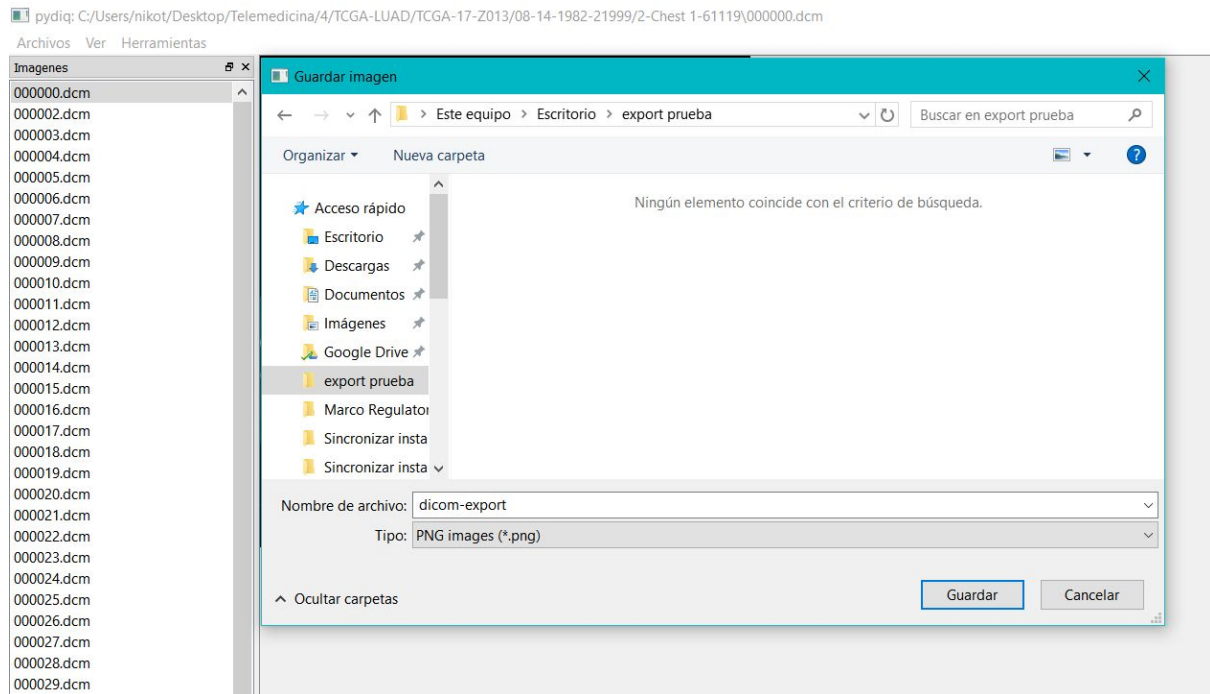 pydiq: C:/Users/nikot/Desktop/Telemedicina/4/TCGA-LUAD/TCGA-17-Z013/08-14-1982-21999/2-Chest 1-61119\000000.dcm
Archivos Ver Herramientas
Imagenes
000000.dcm
000002.dcm
000003.dcm
000004.dcm
000005.dcm
000006.dcm
000007.dcm
000008.dcm
000009.dcm
000010.dcm
000011.dcm
000012.dcm
000013.dcm
000014.dcm
000015.dcm
000016.dcm
000017.dcm
000018.dcm
000019.dcm
000020.dcm
000021.dcm
000022.dcm
000023.dcm
000024.dcm
000025.dcm
000026.dcm
000027.dcm
000028.dcm
000029.dcm
Guardar imagen
> Este equipo > Escritorio > export prueba
Buscar en export prueba
Organizar Nueva carpeta
Acceso rápido
Escritorio
Descargas
Documentos
Imágenes
Google Drive
export prueba
Marco Regulator
Sincronizar insta
Sincronizar insta
Ningún elemento coincide con el criterio de búsqueda.
Nombre de archivo: dicom-export
Tipo: PNG images (*.png)
Ocultar carpetas
Guardar
Cancelar